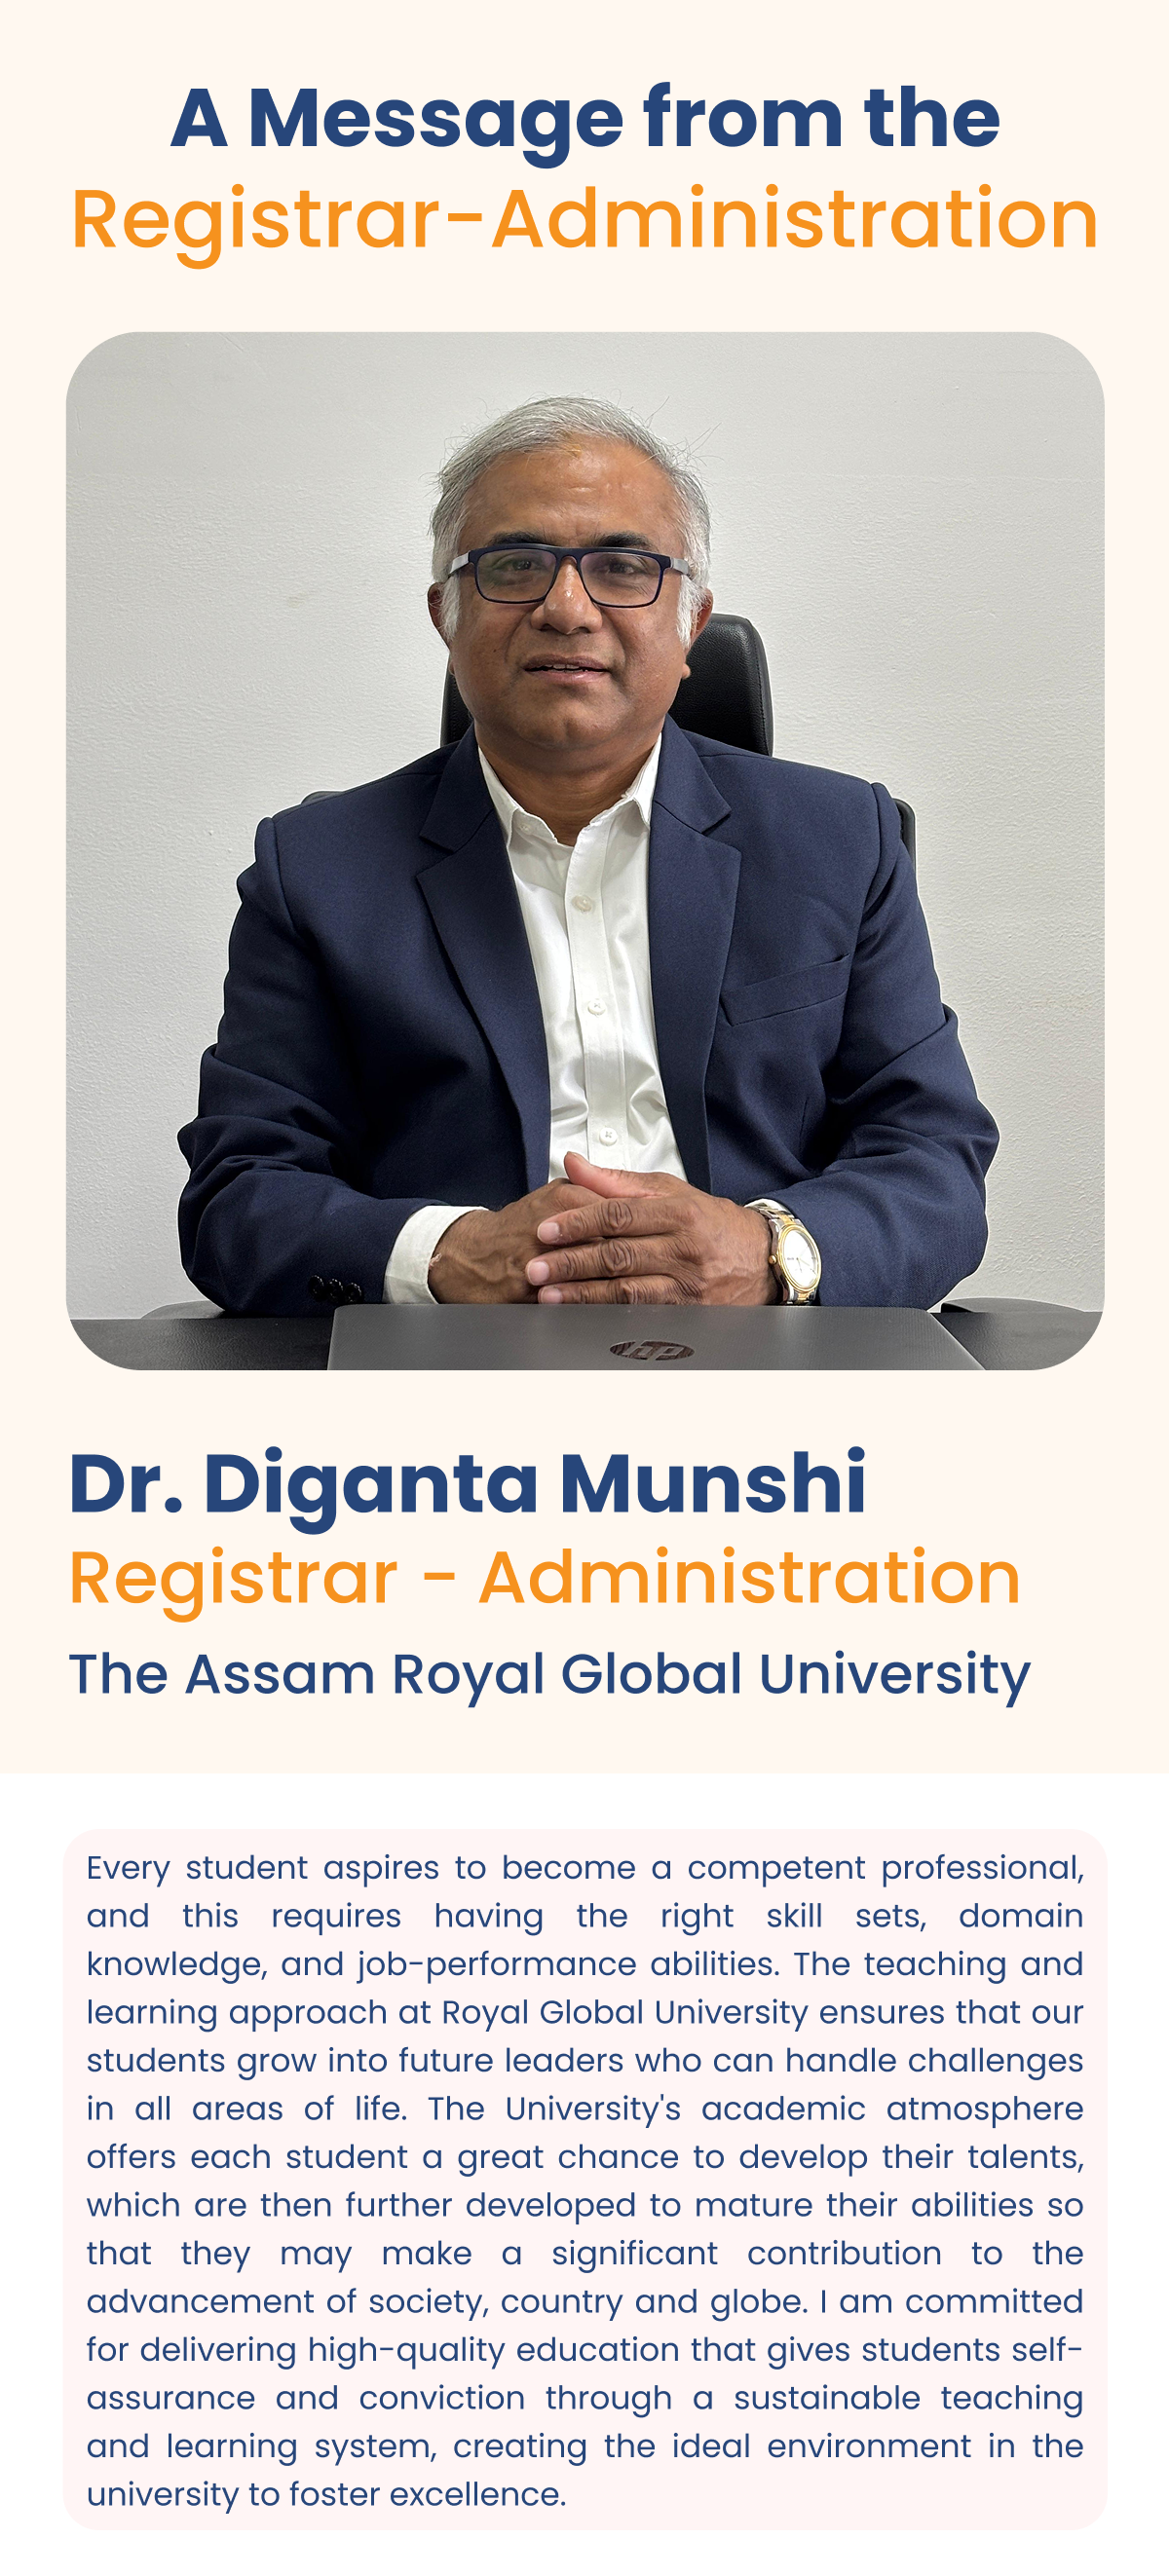 A Message from the
Registrar-Administration
hp
Dr. Diganta Munshi
Registrar - Administration
The Assam Royal Global University
Every student aspires to become a competent professional,
and this requires having the right skill sets, domain
knowledge, and job-performance abilities. The teaching and
learning approach at Royal Global University ensures that our
students grow into future leaders who can handle challenges
in all areas of life. The University's academic atmosphere
offers each student a great chance to develop their talents,
which are then further developed to mature their abilities so
that they may make a significant contribution to the
advancement of society, country and globe. I am committed
for delivering high-quality education that gives students self-
assurance and conviction through a sustainable teaching
and learning system, creating the ideal environment in the
university to foster excellence.